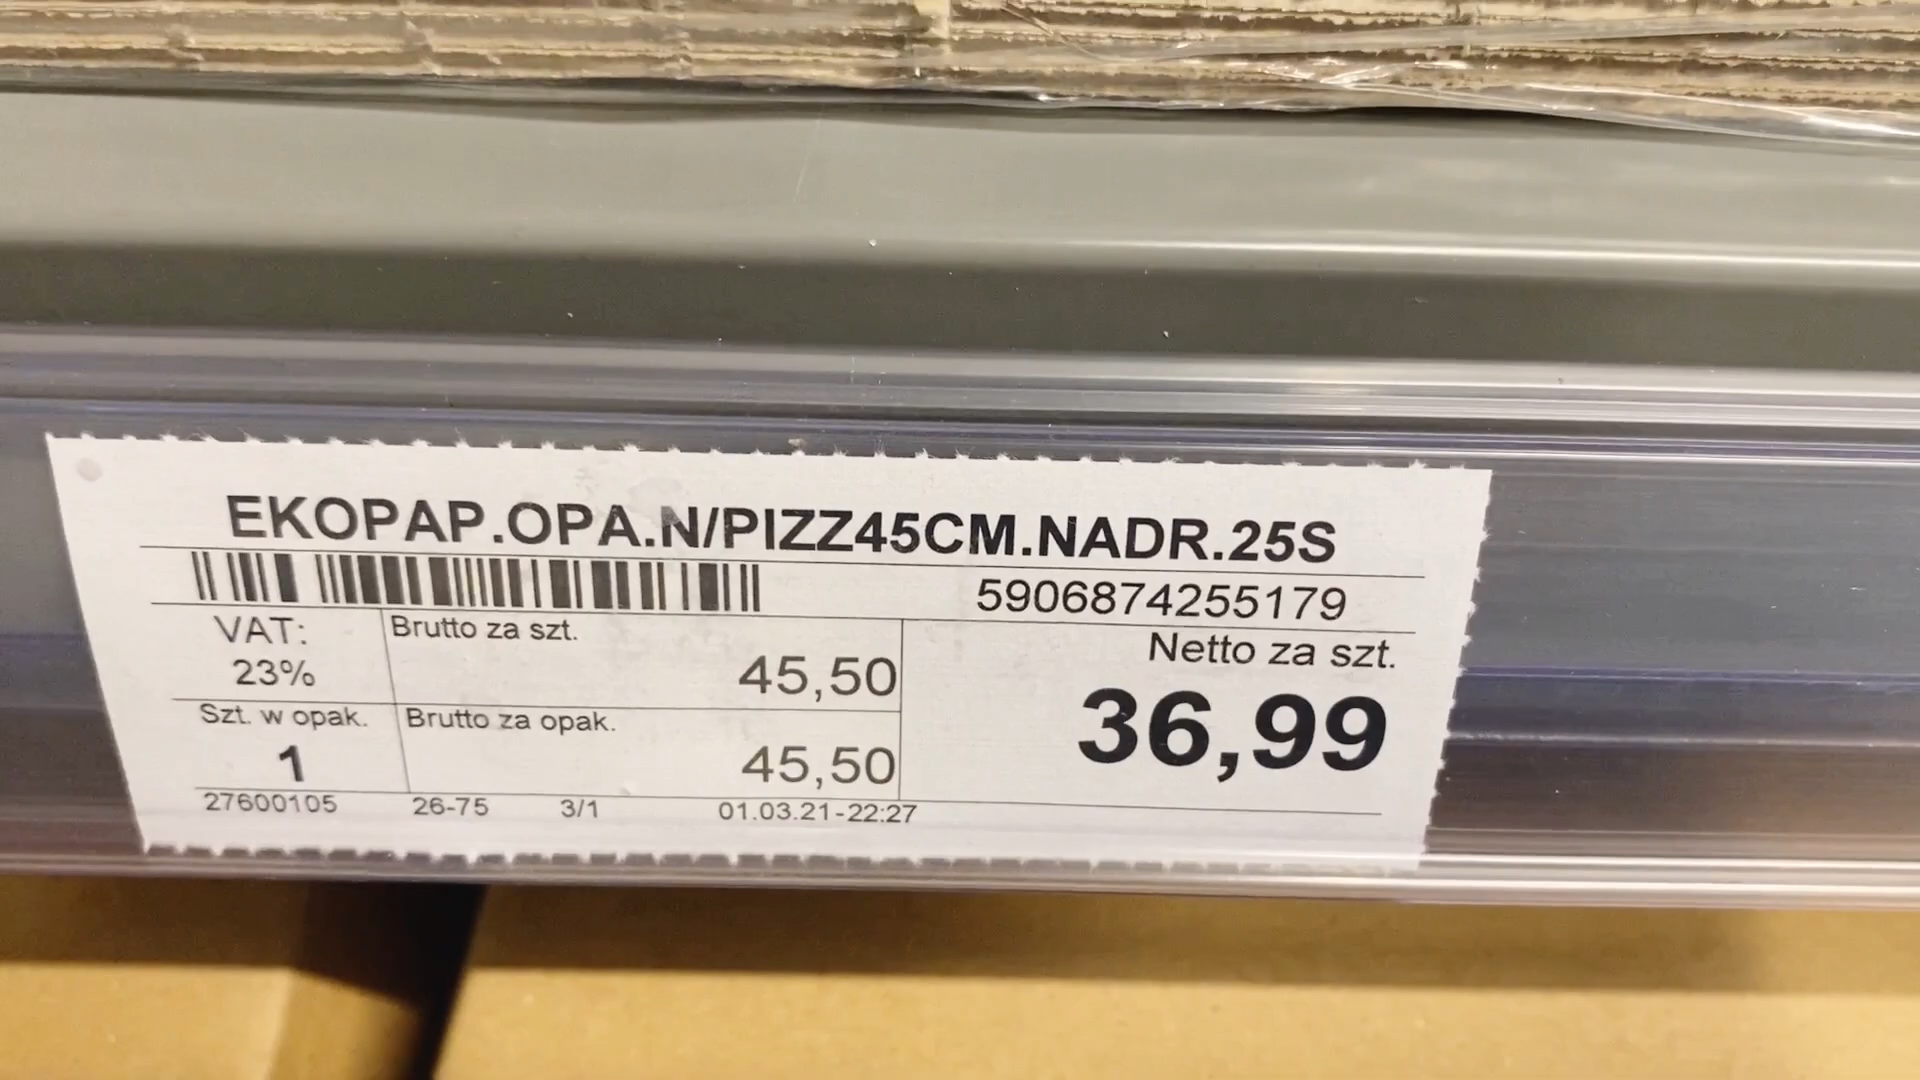 EKOPAP.OPA.N/PIZZ45CM.NADR.25S
5906874255179
VAT:
23%
Brutto za szt.
45,50
Netto za szt.
36,99
Szt. w opak.
1
Brutto za opak.
45,50
27600105 26-75 3/1 01.03.21-22:27